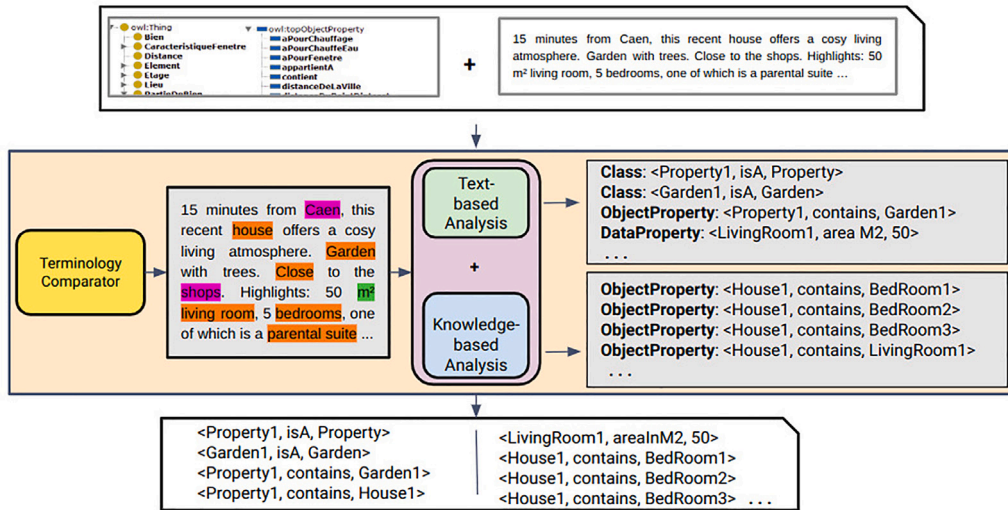 owl:Thing
Bien
CaracteristiqueFenetre
Distance
Element
Etage
Lieu
PartieDeBien
owl:topObjectProperty
aPourChauffage
aPourChauffeEau
aPourFenetre
appartientA
contient
distanceDeLaVille
+
15 minutes from Caen, this recent house offers a cosy living
atmosphere. Garden with trees. Close to the shops. Highlights: 50
m² living room, 5 bedrooms, one of which is a parental suite ...
Terminology
Comparator
15 minutes from Caen, this
recent house offers a cosy
living atmosphere. Garden
with trees. Close to the
shops. Highlights: 50 m²
living room, 5 bedrooms, one
of which is a parental suite ...
Text-
based
Analysis
+
Knowledge-
based
Analysis
Class: <Property1, isA, Property>
Class: <Garden1, isA, Garden>
ObjectProperty: <Property1, contains, Garden1>
DataProperty: <LivingRoom1, area M2, 50>
. . .
ObjectProperty: <House1, contains, BedRoom1>
ObjectProperty: <House1, contains, BedRoom2>
ObjectProperty: <House1, contains, BedRoom3>
ObjectProperty: <House1, contains, LivingRoom1>
. . .
<Property1, isA, Property>
<Garden1, isA, Garden>
<Property1, contains, Garden1>
<Property1, contains, House1>
<LivingRoom1, areaInM2, 50>
<House1, contains, BedRoom1>
<House1, contains, BedRoom2>
<House1, contains, BedRoom3> . . .